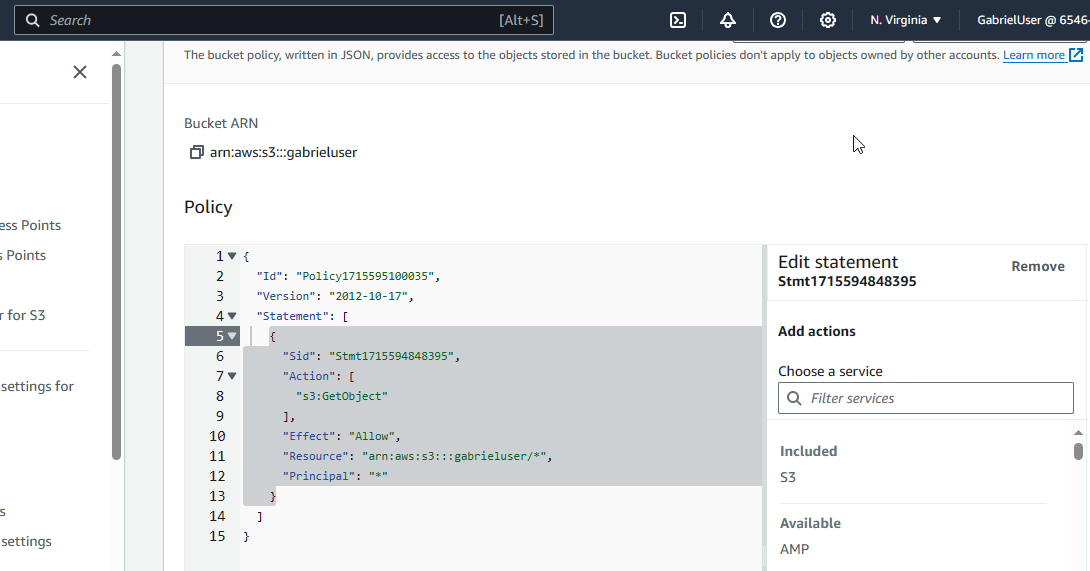 Search [Alt+S] N. Virginia GabrielUser @ 6546-
The bucket policy, written in JSON, provides access to the objects stored in the bucket. Bucket policies don't apply to objects owned by other accounts. Learn more
Bucket ARN
arn:aws:s3:::gabrieluser
Policy
ess Points
s Points
r for S3
settings for
s
settings
1 {
2 "Id": "Policy1715595100035",
3 "Version": "2012-10-17",
4 "Statement": [
5 {
6 "Sid": "Stmt1715594848395",
7 "Action": [
8 "s3:GetObject"
9 ],
10 "Effect": "Allow",
11 "Resource": "arn:aws:s3:::gabrieluser/*",
12 "Principal": "*"
13 }
14 ]
15 }
Edit statement Remove
Stmt1715594848395
Add actions
Choose a service
Filter services
Included
S3
Available
AMP